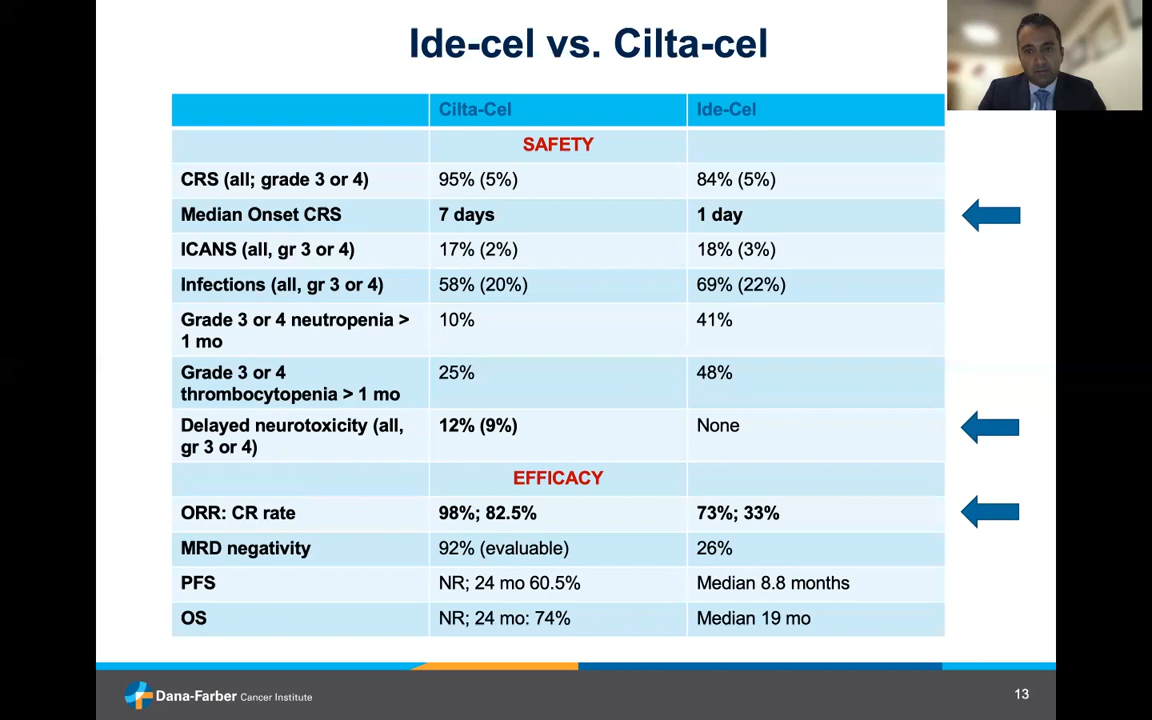 Ide-cel vs. Cilta-cel
Cilta-Cel Ide-Cel
SAFETY
CRS (all; grade 3 or 4) 95% (5%) 84% (5%)
Median Onset CRS 7 days 1 day
ICANS (all, gr 3 or 4) 17% (2%) 18% (3%)
Infections (all, gr 3 or 4) 58% (20%) 69% (22%)
Grade 3 or 4 neutropenia > 10% 41%
1 mo
Grade 3 or 4 25% 48%
thrombocytopenia > 1 mo
Delayed neurotoxicity (all, 12% (9%) None
gr 3 or 4)
EFFICACY
ORR: CR rate 98%; 82.5% 73%; 33%
MRD negativity 92% (evaluable) 26%
PFS NR; 24 mo 60.5% Median 8.8 months
OS NR; 24 mo: 74% Median 19 mo
Dana-Farber Cancer Institute 13